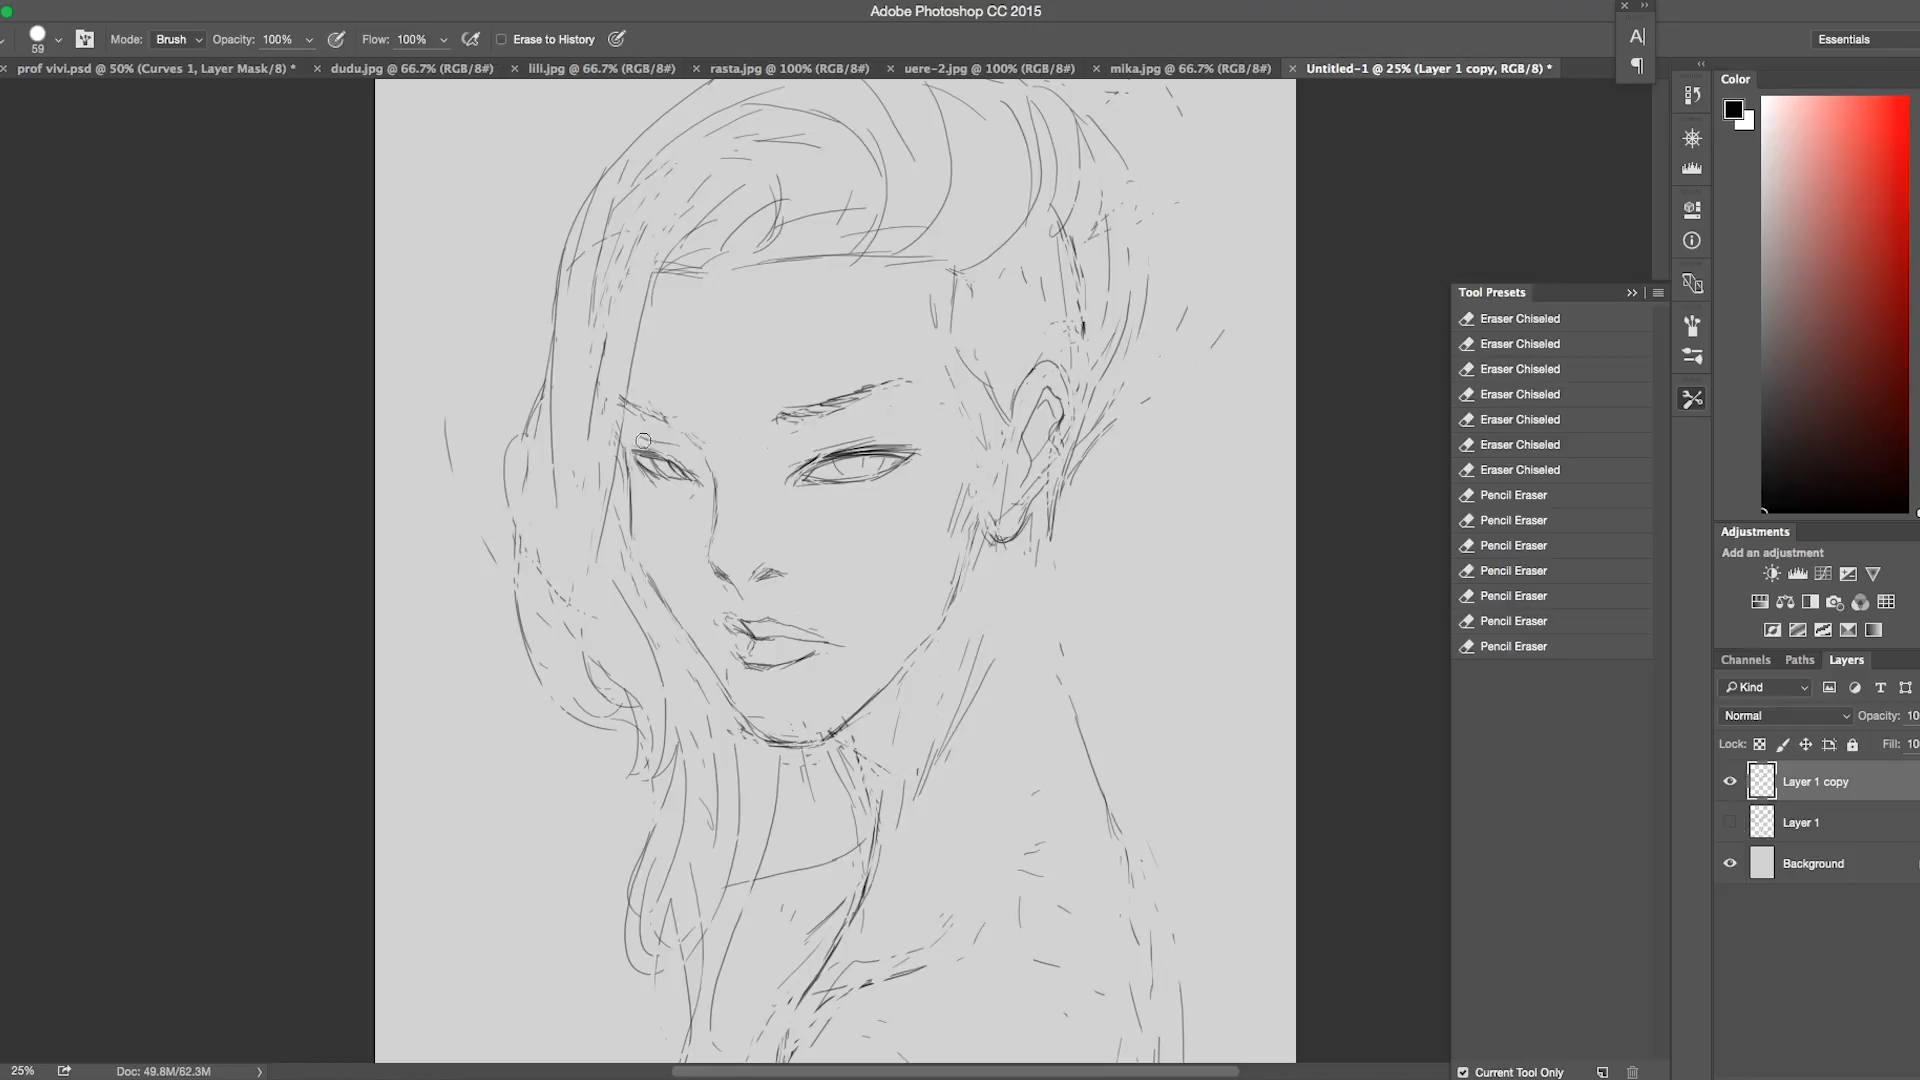 Adobe Photoshop CC 2015
59
Mode: Brush Opacity: 100% Flow: 100% Erase to History
Essentials
A|
prof vivi.psd @ 50% (Curves 1, Layer Mask/8) *
dudu.jpg @ 66.7% (RGB/8#)
lili.jpg @ 66.7% (RGB/8#)
rasta.jpg @ 100% (RGB/8#)
uere-2.jpg @ 100% (RGB/8#)
mika.jpg @ 66.7% (RGB/8#)
Untitled-1 @ 25% (Layer 1 copy, RGB/8) *
Color
Tool Presets
Eraser Chiseled
Eraser Chiseled
Eraser Chiseled
Eraser Chiseled
Eraser Chiseled
Eraser Chiseled
Eraser Chiseled
Pencil Eraser
Pencil Eraser
Pencil Eraser
Pencil Eraser
Pencil Eraser
Pencil Eraser
Pencil Eraser
Current Tool Only
Adjustments
Add an adjustment
Channels Paths Layers
Kind
Normal Opacity: 10
Lock: Fill: 10
Layer 1 copy
Layer 1
Background
25% Doc: 49.8M/62.3M